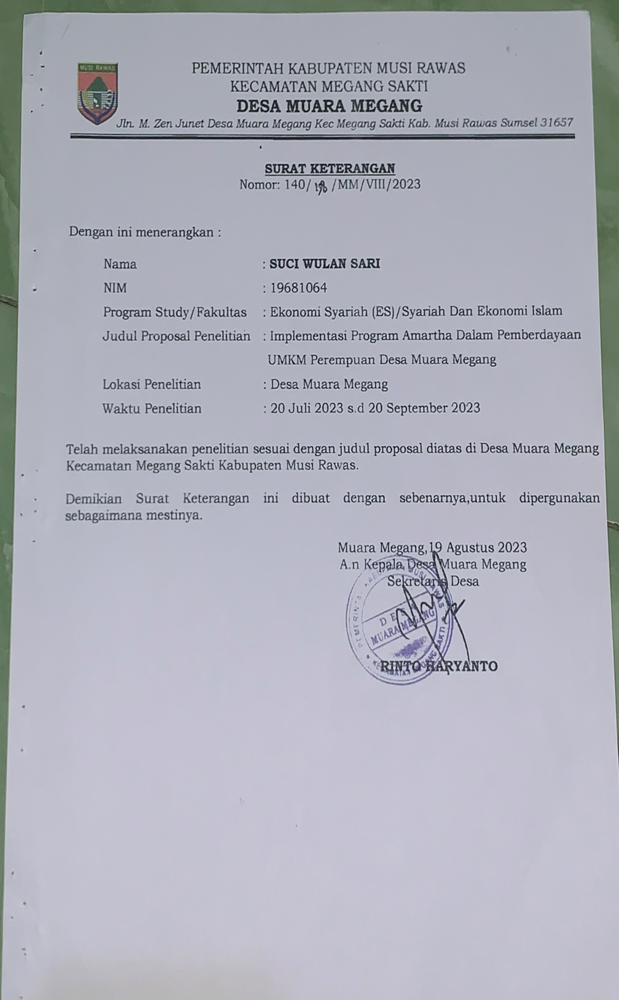 MUSI RAWAS
PEMERINTAH KABUPATEN MUSI RAWAS
KECAMATAN MEGANG SAKTI
DESA MUARA MEGANG
Jln. M. Zen Junet Desa Muara Megang Kec Megang Sakti Kab. Musi Rawas Sumsel 31657
SURAT KETERANGAN
Nomor: 140/ /MM/VIII/2023
Dengan ini menerangkan :
Nama : SUCI WULAN SARI
NIM : 19681064
Program Study/Fakultas : Ekonomi Syariah (ES)/Syariah Dan Ekonomi Islam
Judul Proposal Penelitian : Implementasi Program Amartha Dalam Pemberdayaan
UMKM Perempuan Desa Muara Megang
Lokasi Penelitian : Desa Muara Megang
Waktu Penelitian : 20 Juli 2023 s.d 20 September 2023
Telah melaksanakan penelitian sesuai dengan judul proposal diatas di Desa Muara Megang
Kecamatan Megang Sakti Kabupaten Musi Rawas.
Demikian Surat Keterangan ini dibuat dengan sebenarnya,untuk dipergunakan
sebagaimana mestinya.
Muara Megang,19 Agustus 2023
A.n Kepala Desa Muara Megang
Sekretaris Desa
PEMERINTAH KABUPATEN MUSI RAWAS
DESA
MUARA MEGANG
KECAMATAN MEGANG SAKTI
RINTO HARYANTO